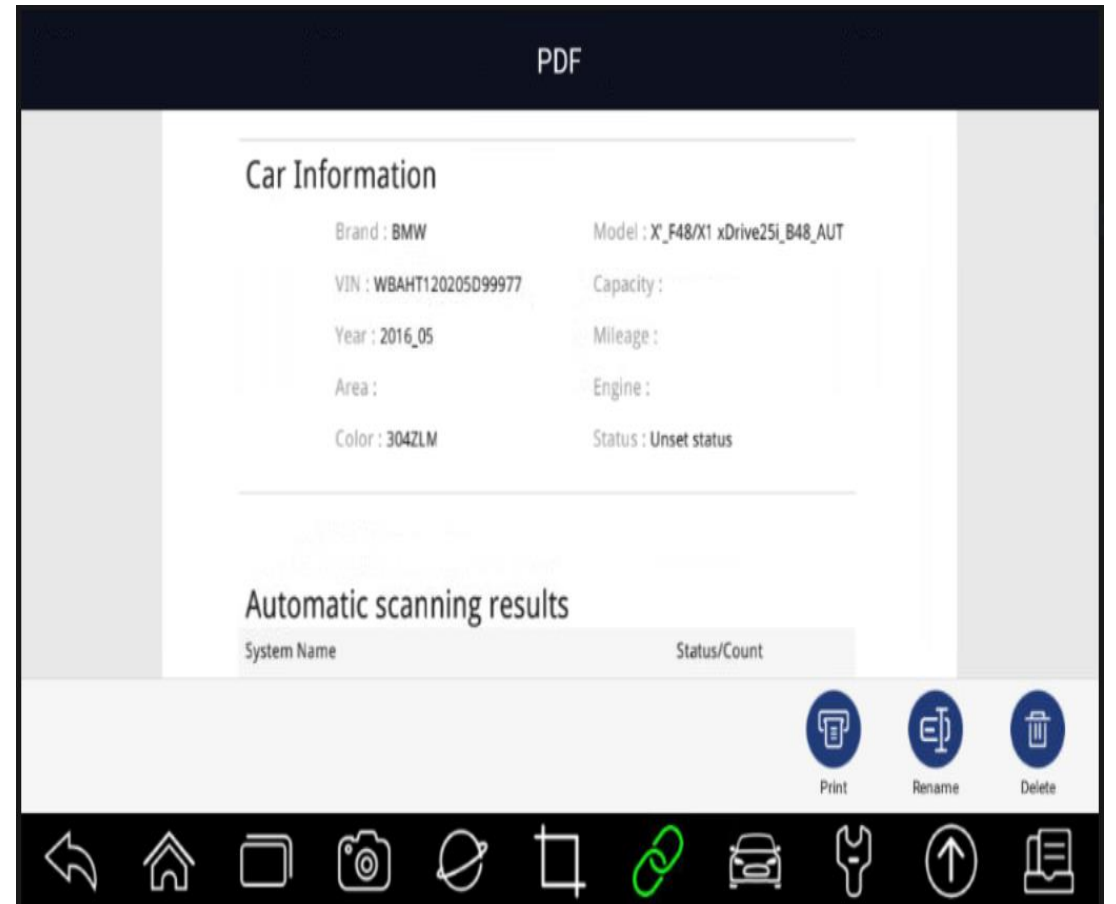 PDF
Car Information
Brand : BMW
Model : X'_F48/X1 xDrive25i_B48_AUT
VIN : WBAHT120205D99977
Capacity :
Year : 2016_05
Mileage :
Area :
Engine :
Color : 304ZLM
Status : Unset status
Automatic scanning results
System Name
Status/Count
Print
Rename
Delete